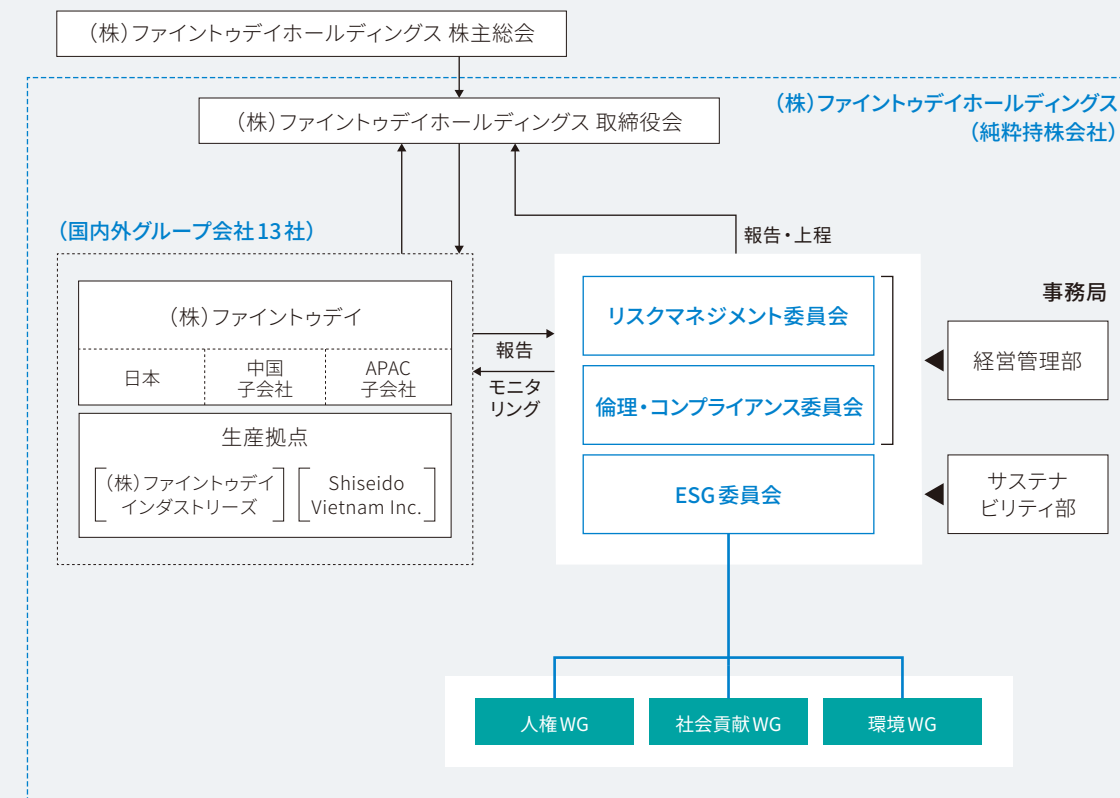 （株）ファイントゥデイホールディングス 株主総会
（株）ファイントゥデイホールディングス
（純粋持株会社）
（株）ファイントゥデイホールディングス 取締役会
（国内外グループ会社13社）
報告・上程
（株）ファイントゥデイ
日本
中国
子会社
APAC
子会社
生産拠点
（株）ファイントゥデイ
インダストリーズ
Shiseido
Vietnam Inc.
報告
モニタ
リング
リスクマネジメント委員会
倫理・コンプライアンス委員会
ESG委員会
事務局
経営管理部
サステナ
ビリティ部
人権WG
社会貢献WG
環境WG